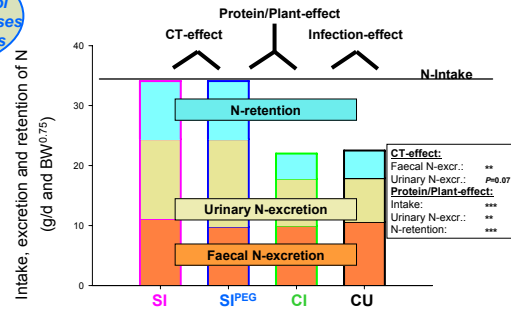 ol
ses
s
Protein/Plant-effect
CT-effect
Infection-effect
Intake, excretion and retention of N
(g/d and BW0.75)
40
30
20
10
0
N-Intake
N-retention
Urinary N-excretion
Faecal N-excretion
CT-effect:
Faecal N-excr.: **
Urinary N-excr.: P=0.07
Protein/Plant-effect:
Intake: ***
Urinary N-excr.: **
N-retention: ***
SI SIPEG CI CU